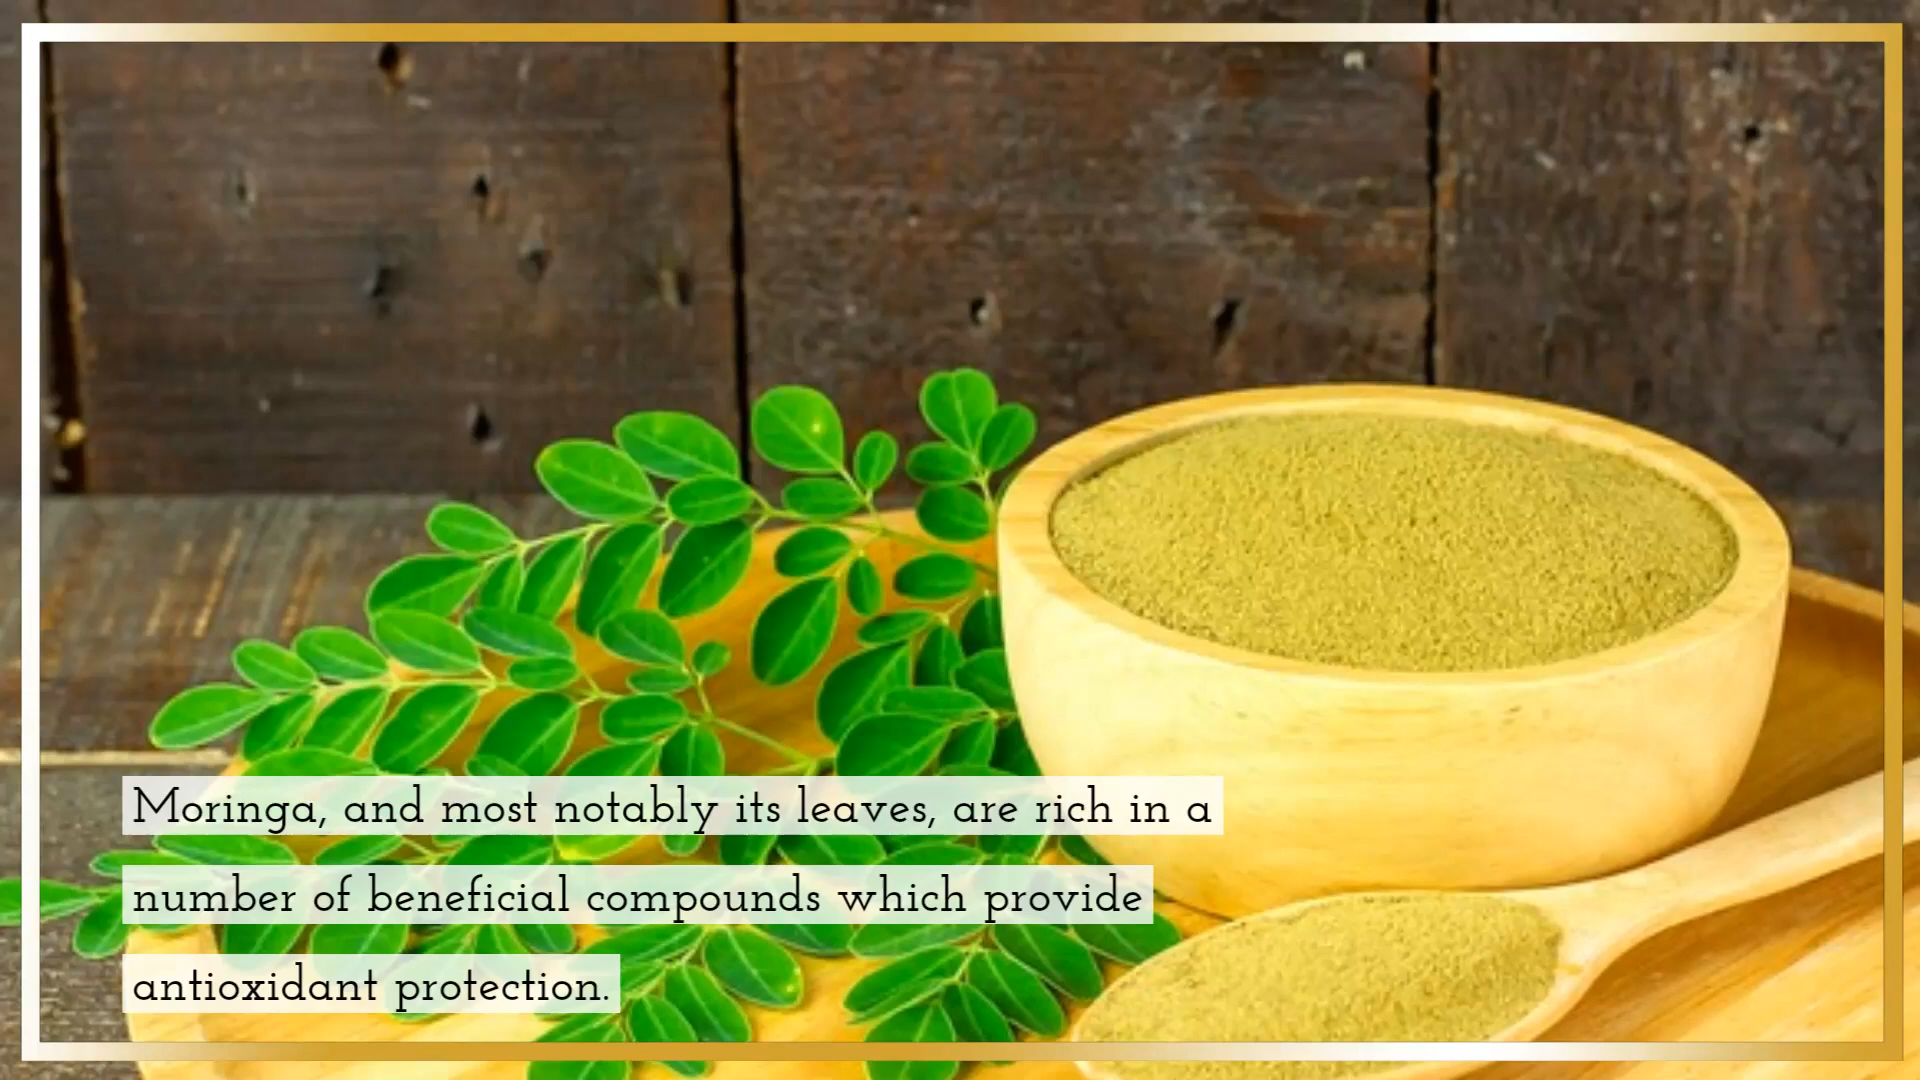 Moringa, and most notably its leaves, are rich in a
number of beneficial compounds which provide
antioxidant protection.